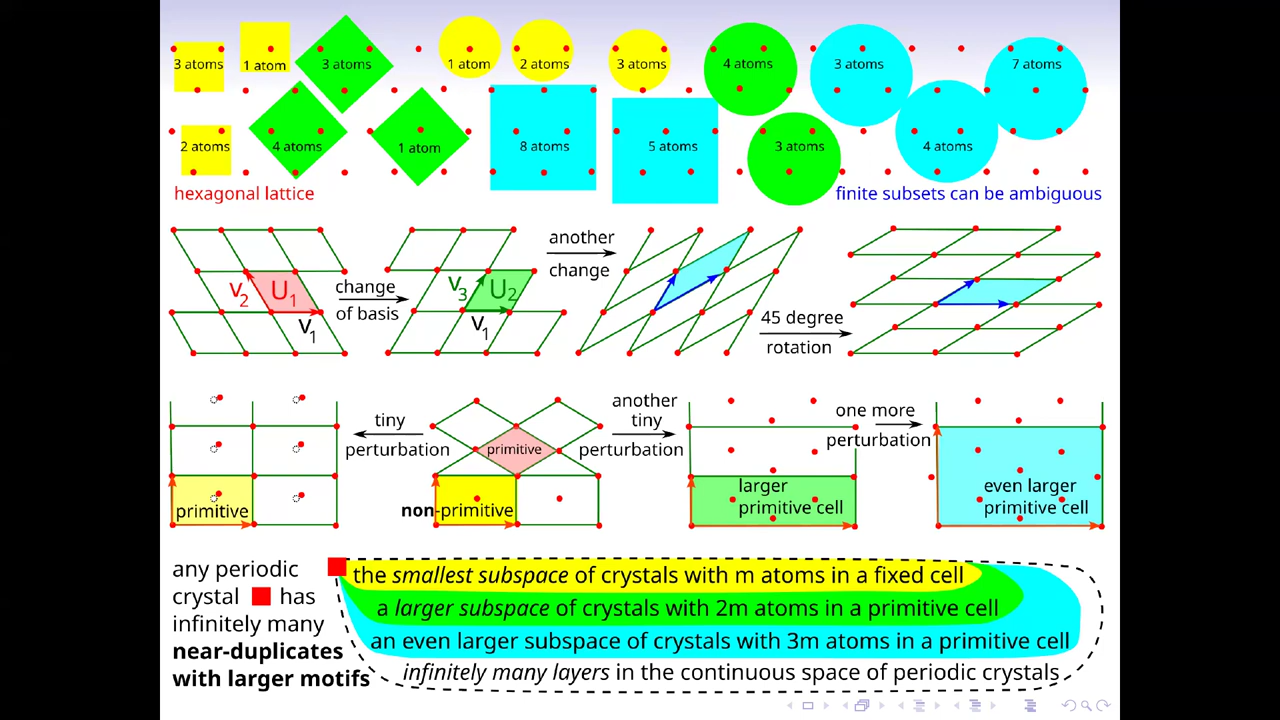 3 atoms
1 atom
3 atoms
1 atom
2 atoms
3 atoms
4 atoms
3 atoms
7 atoms
2 atoms
4 atoms
1 atom
8 atoms
5 atoms
3 atoms
4 atoms
hexagonal lattice
finite subsets can be ambiguous
v2
U1
v1
change
of basis
v3
U2
v1
another
change
45 degree
rotation
primitive
tiny
perturbation
primitive
non-primitive
another
tiny
perturbation
larger
primitive cell
one more
perturbation
even larger
primitive cell
any periodic
crystal has
infinitely many
near-duplicates
with larger motifs
the smallest subspace of crystals with m atoms in a fixed cell
a larger subspace of crystals with 2m atoms in a primitive cell
an even larger subspace of crystals with 3m atoms in a primitive cell
infinitely many layers in the continuous space of periodic crystals